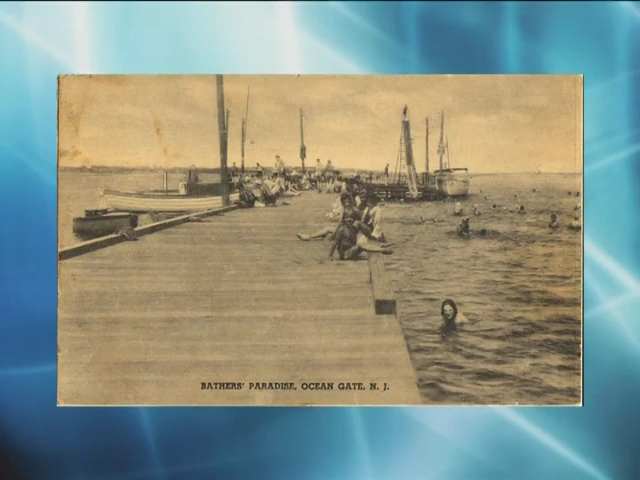 BATHERS' PARADISE, OCEAN GATE, N. J.